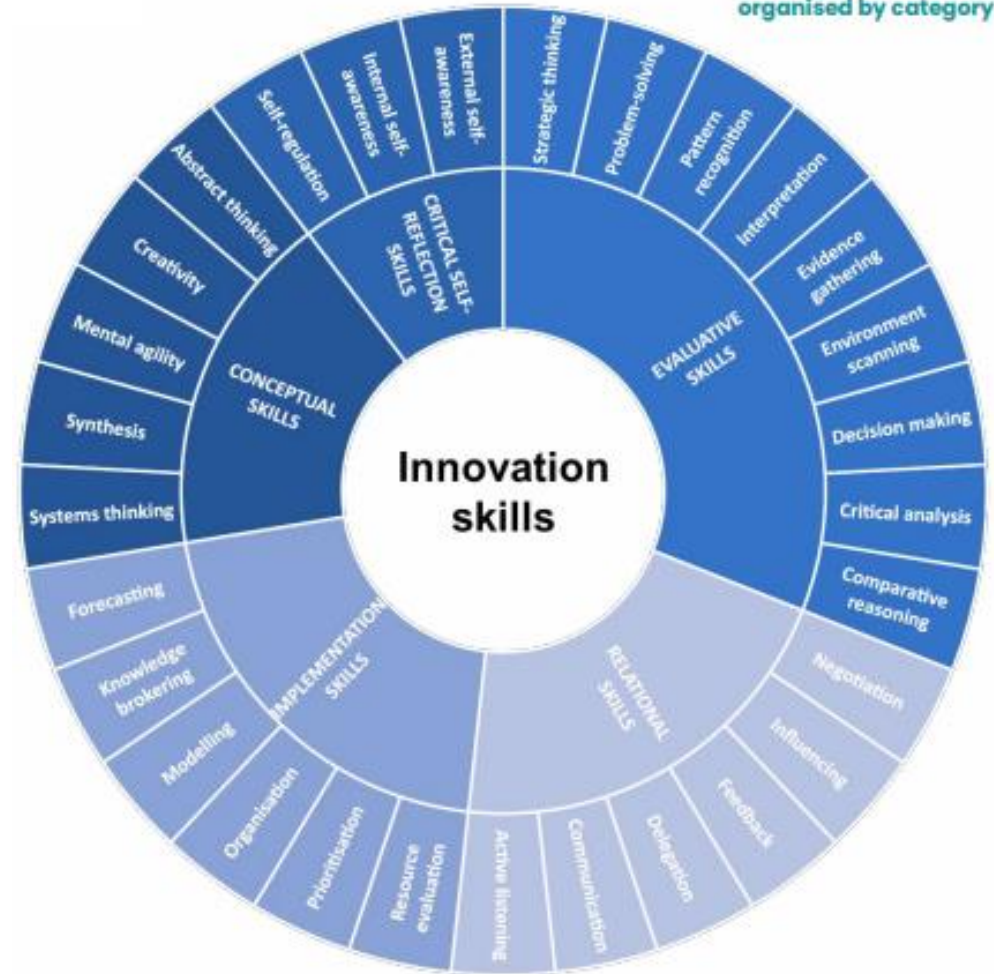 organised by category
Innovation
skills
EVALUATIVE
SKILLS
Strategic thinking
Problem-solving
Pattern
recognition
Interpretation
Evidence
gathering
Environment
scanning
Decision making
Critical analysis
Comparative
reasoning
RELATIONAL
SKILLS
Negotiation
Influencing
Feedback
Delegation
Communication
Active listening
IMPLEMENTATION
SKILLS
Resource
evaluation
Prioritisation
Organisation
Modelling
Knowledge
brokering
Forecasting
CONCEPTUAL
SKILLS
Systems thinking
Synthesis
Mental agility
Creativity
Abstract thinking
CRITICAL SELF-
REFLECTION
SKILLS
Self-regulation
Internal self-
awareness
External self-
awareness